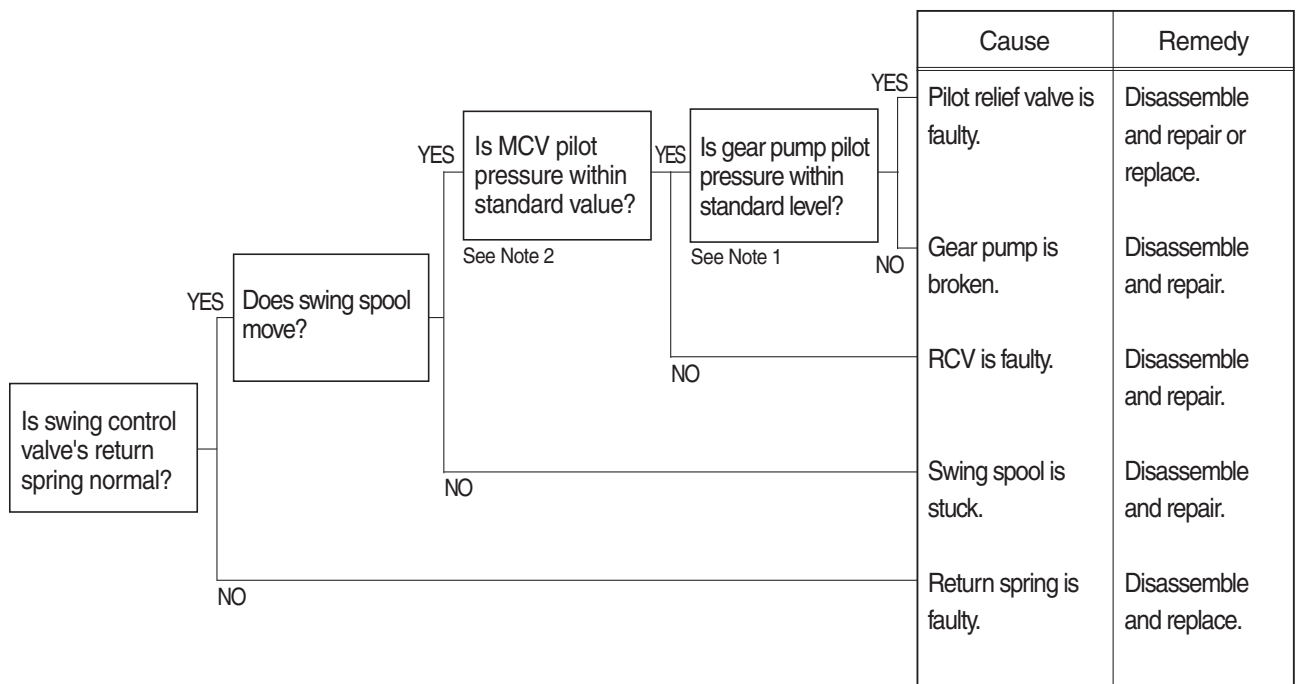 Cause
Remedy
YES
Pilot relief valve is
faulty.
Disassemble
and repair or
replace.
YES
Is MCV pilot
pressure within
standard value?
See Note 2
YES
Is gear pump pilot
pressure within
standard level?
See Note 1
NO
Gear pump is
broken.
Disassemble
and repair.
YES
Does swing spool
move?
NO
RCV is faulty.
Disassemble
and repair.
Is swing control
valve's return
spring normal?
NO
Swing spool is
stuck.
Disassemble
and repair.
NO
Return spring is
faulty.
Disassemble
and replace.